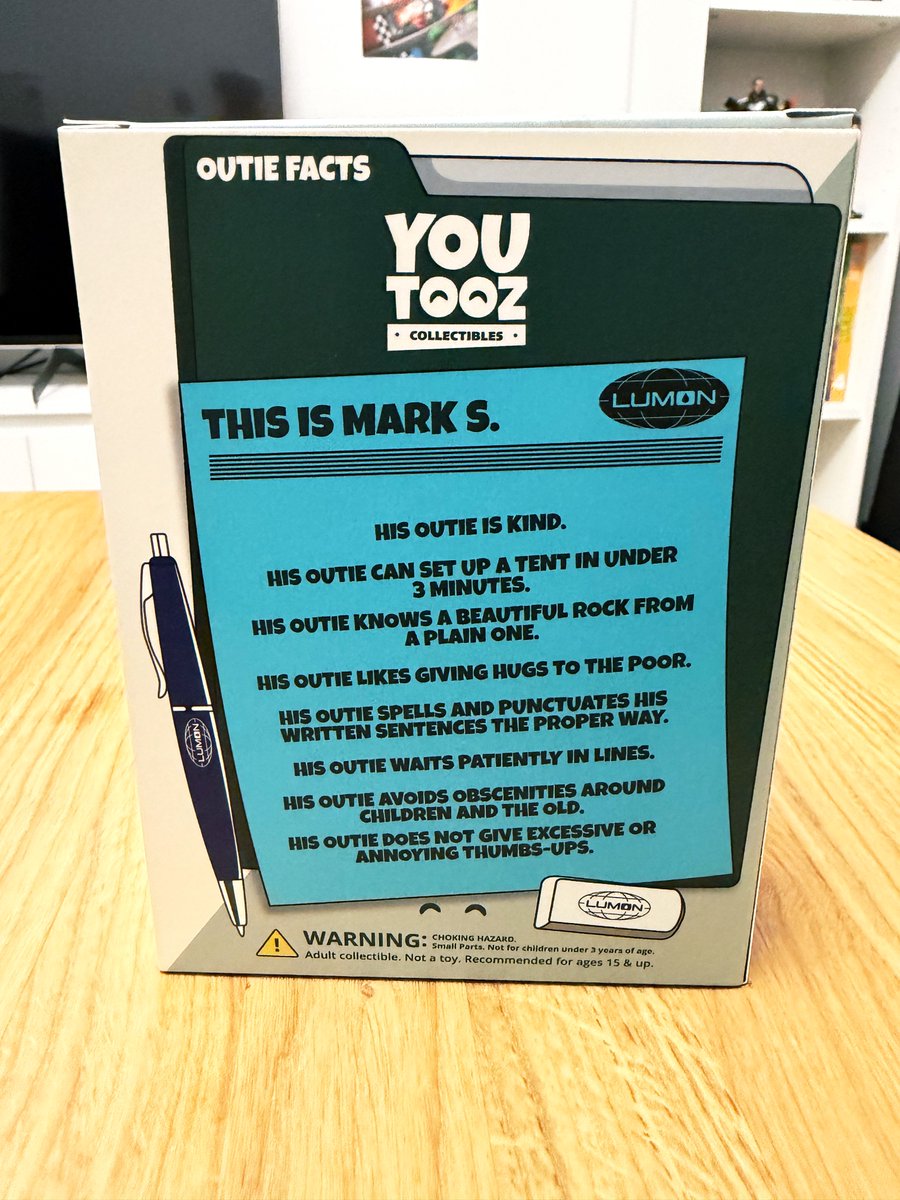 OUTIE FACTS
YOU
TOOZ
• COLLECTIBLES •
LUMON
THIS IS MARK S.
HIS OUTIE IS KIND.
HIS OUTIE CAN SET UP A TENT IN UNDER
3 MINUTES.
HIS OUTIE KNOWS A BEAUTIFUL ROCK FROM
A PLAIN ONE.
HIS OUTIE LIKES GIVING HUGS TO THE POOR.
HIS OUTIE SPELLS AND PUNCTUATES HIS
WRITTEN SENTENCES THE PROPER WAY.
HIS OUTIE WAITS PATIENTLY IN LINES.
HIS OUTIE AVOIDS OBSCENITIES AROUND
CHILDREN AND THE OLD.
HIS OUTIE DOES NOT GIVE EXCESSIVE OR
ANNOYING THUMBS-UPS.
LUMON
LUMON
WARNING: CHOKING HAZARD.
Small Parts. Not for children under 3 years of age.
Adult collectible. Not a toy. Recommended for ages 15 & up.